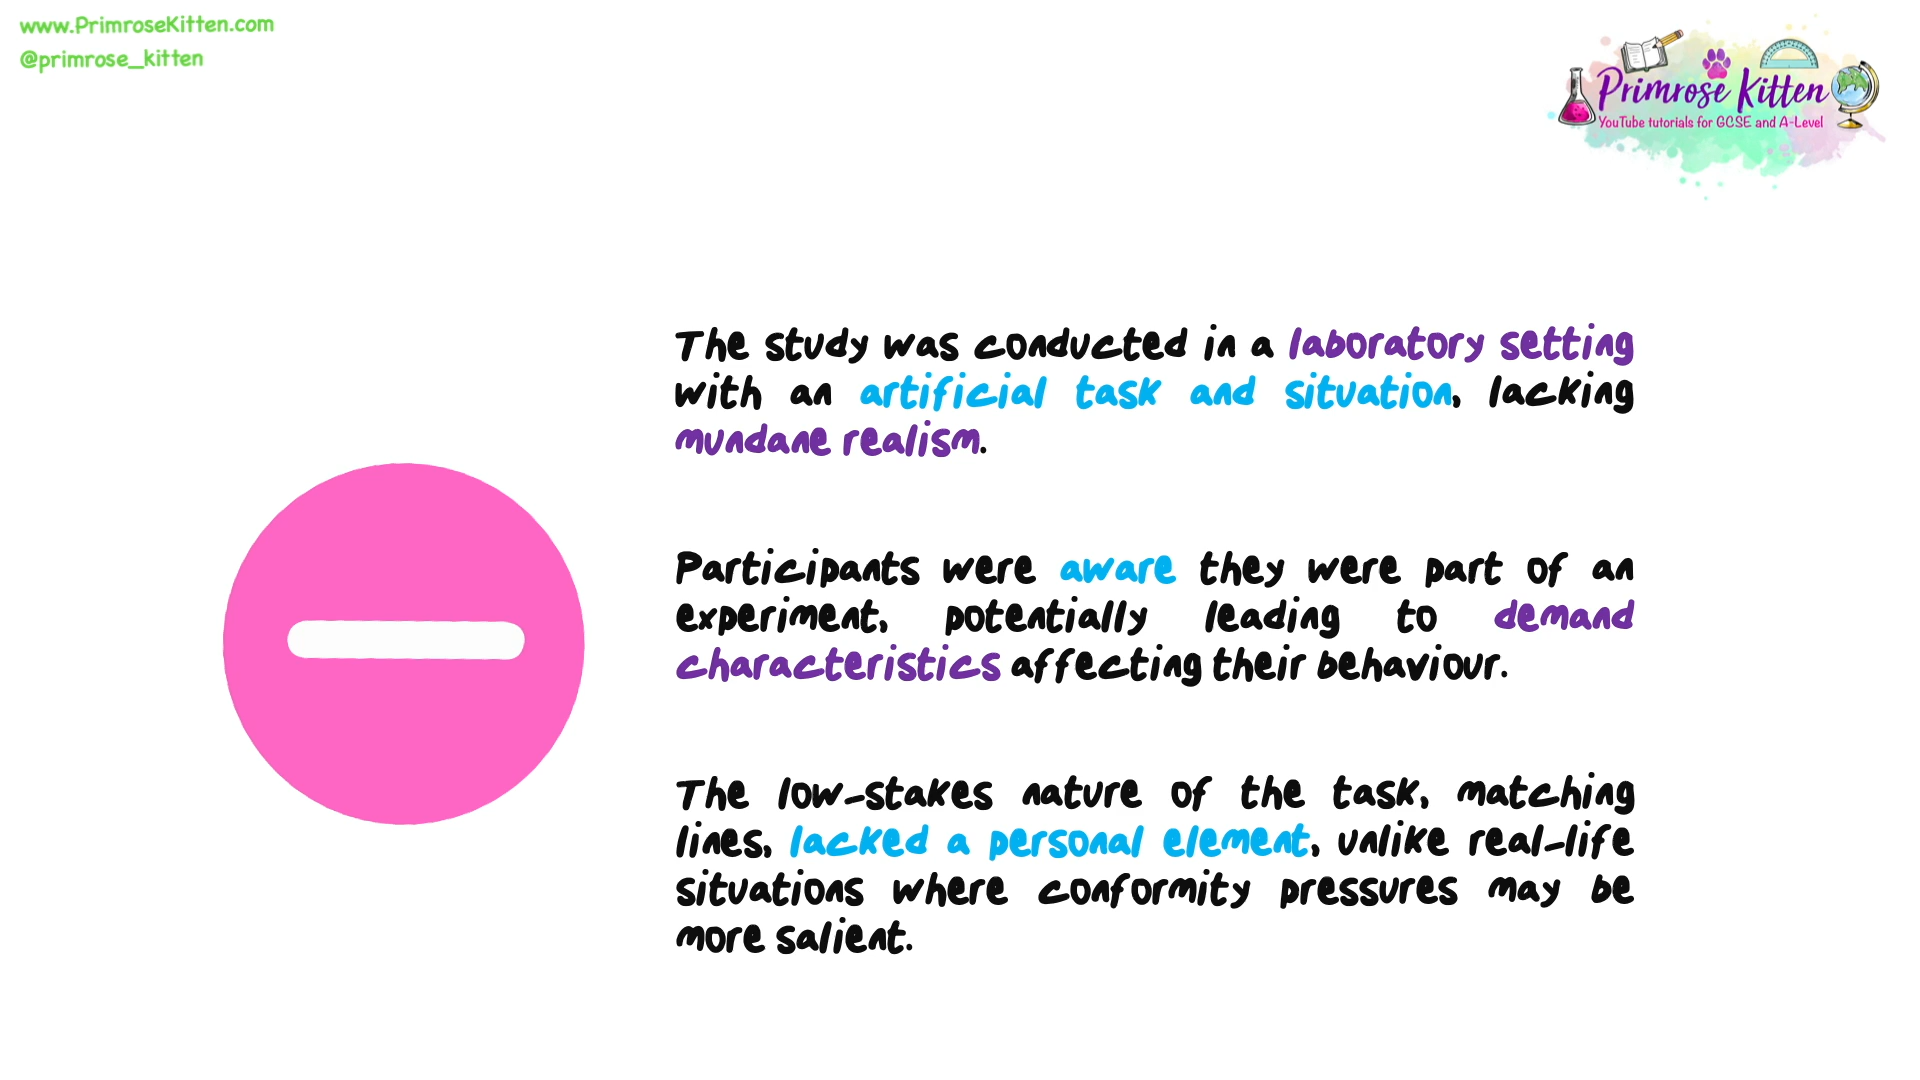 www.PrimroseKitten.com
@primrose_kitten
Primrose Kitten
YouTube tutorials for GCSE and A-Level
The study was conducted in a laboratory setting
with an artificial task and situation, lacking
mundane realism.
Participants were aware they were part of an
experiment, potentially leading to demand
characteristics affecting their behaviour.
The low-stakes nature of the task, matching
lines, lacked a personal element, unlike real-life
situations where conformity pressures may be
more salient.